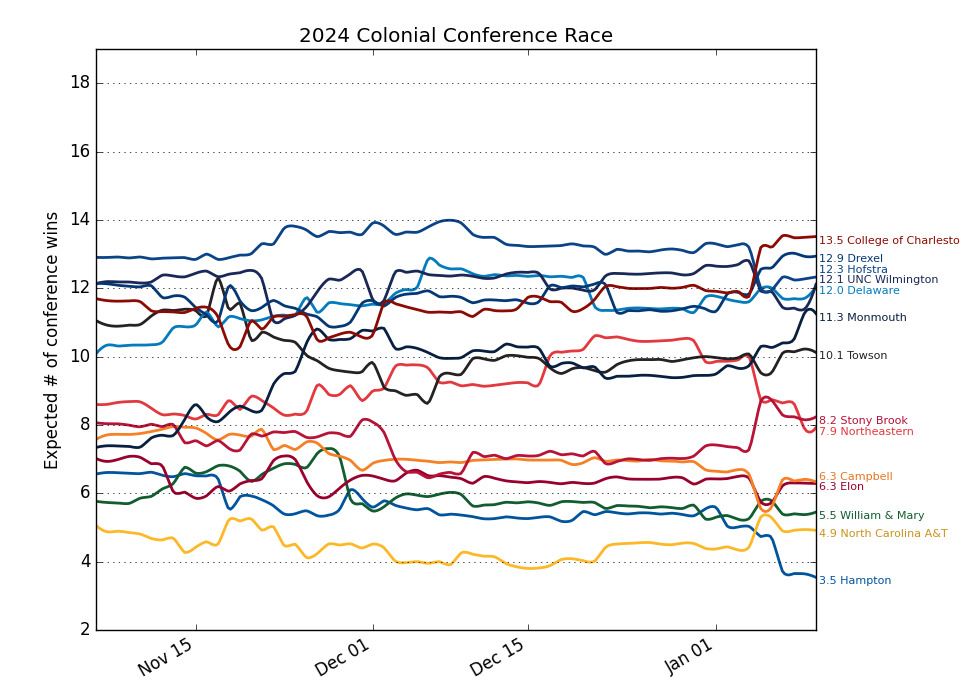 2024 Colonial Conference Race
Expected # of conference wins
18
16
14
12
10
8
6
4
2
Nov 15
Dec 01
Dec 15
Jan 01
13.5 College of Charlesto
12.9 Drexel
12.3 Hofstra
12.1 UNC Wilmington
12.0 Delaware
11.3 Monmouth
10.1 Towson
8.2 Stony Brook
7.9 Northeastern
6.3 Campbell
6.3 Elon
5.5 William & Mary
4.9 North Carolina A&T
3.5 Hampton